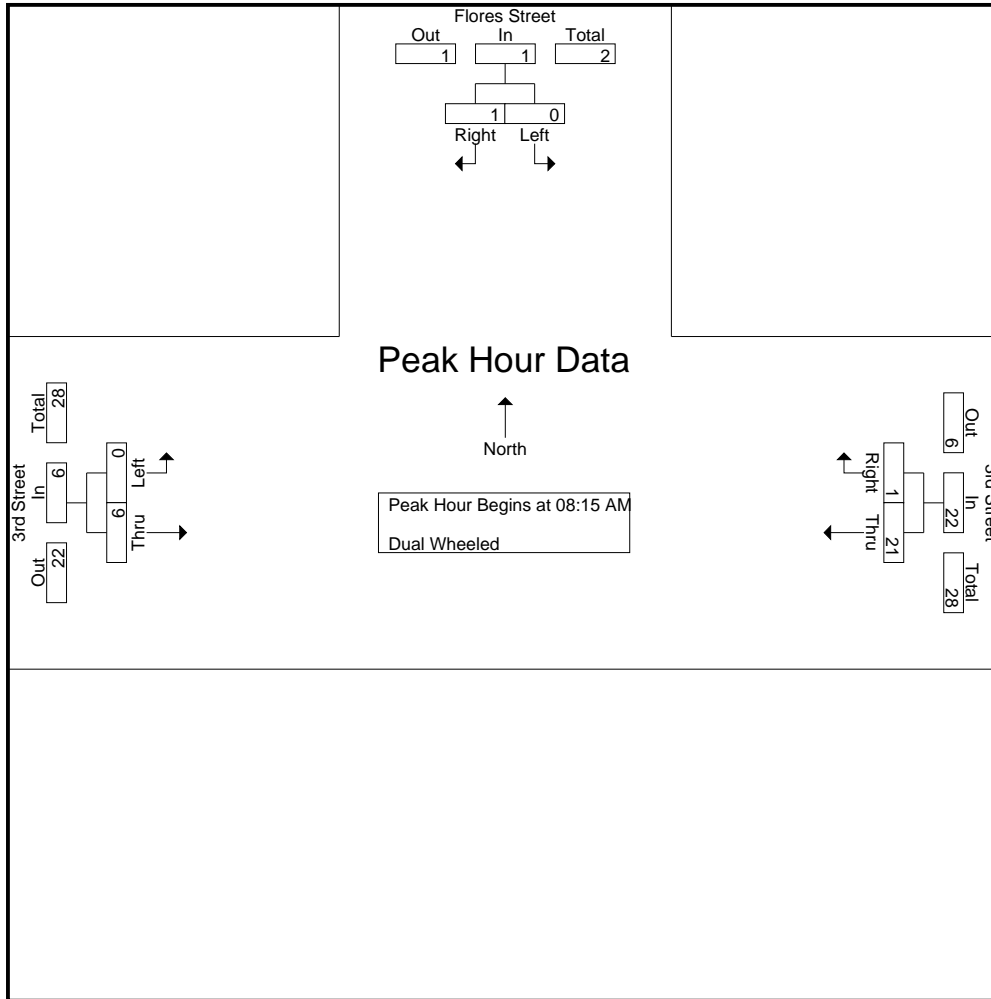 Flores Street
Out In Total
1 1 2
1 0
Right Left
Peak Hour Data
North
Peak Hour Begins at 08:15 AM
Dual Wheeled
3rd Street
Total In Out
28 6 22
0 6
Left Thru
3rd Street
Out In Total
6 22 28
1 21
Right Thru